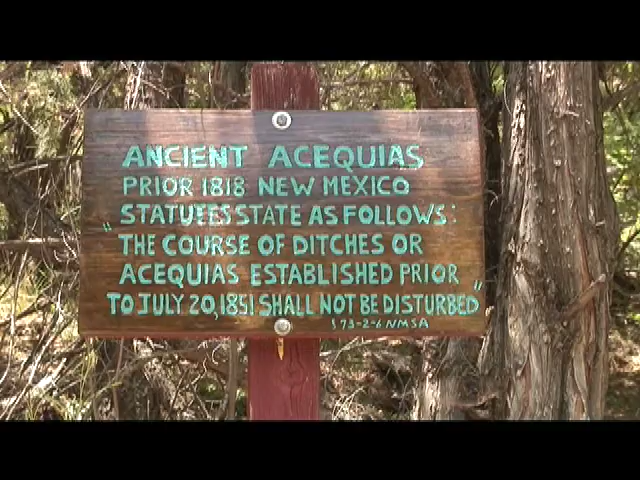 ANCIENT ACEQUIAS
PRIOR 1818 NEW MEXICO
"STATUTES STATE AS FOLLOWS:
THE COURSE OF DITCHES OR
ACEQUIAS ESTABLISHED PRIOR
TO JULY 20, 1851 SHALL NOT BE DISTURBED"
§ 73-2-6 NMSA